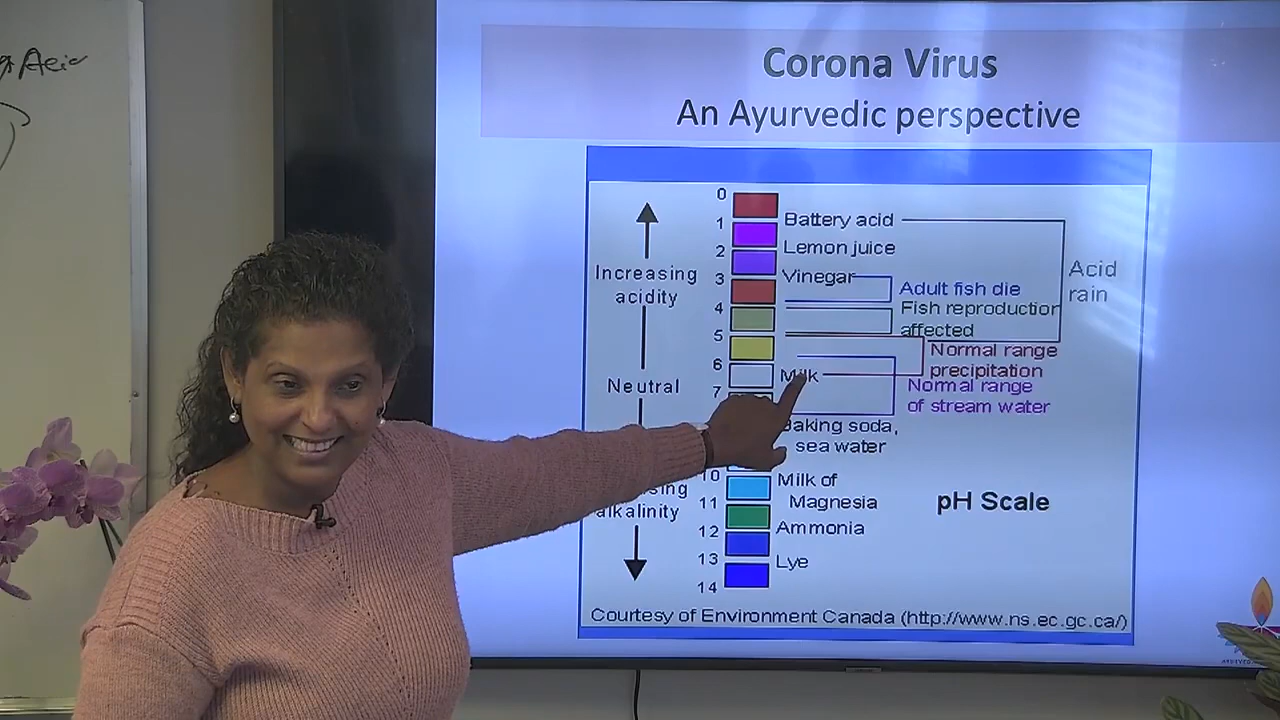 Acid
Corona Virus
An Ayurvedic perspective
0
1
2
3
4
5
6
7
10
11
12
13
14
Increasing
acidity
Neutral
alkalinity
Battery acid
Lemon juice
Vinegar
Milk
Baking soda,
sea water
Milk of
Magnesia
Ammonia
Lye
Adult fish die
Fish reproduction
affected
Acid
rain
Normal range
precipitation
Normal range
of stream water
pH Scale
Courtesy of Environment Canada (http://www.ns.ec.gc.ca/)